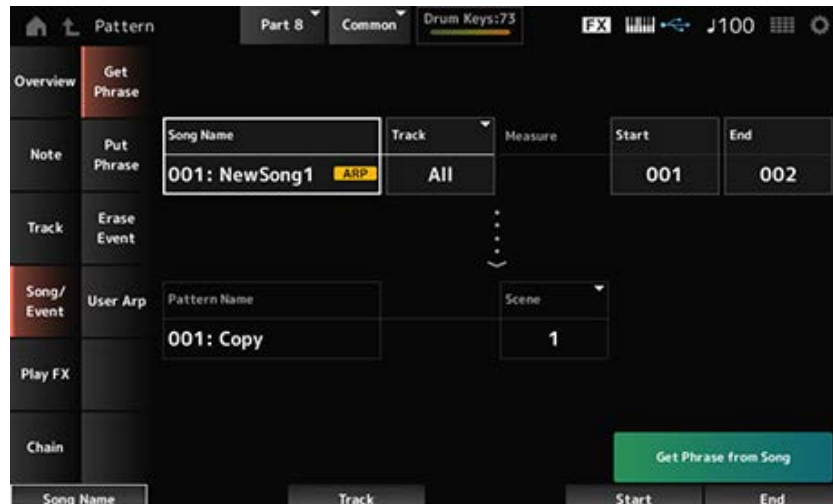 Pattern
Part 8
Common
Drum Keys:73
FX
♩100
Overview
Get
Phrase
Note
Put
Phrase
Track
Erase
Event
Song/
Event
User Arp
Play FX
Chain
Song Name
001: NewSong1 ARP
Track
All
Measure
Start
001
End
002
Pattern Name
001: Copy
Scene
1
Get Phrase from Song
Song Name
Track
Start
End